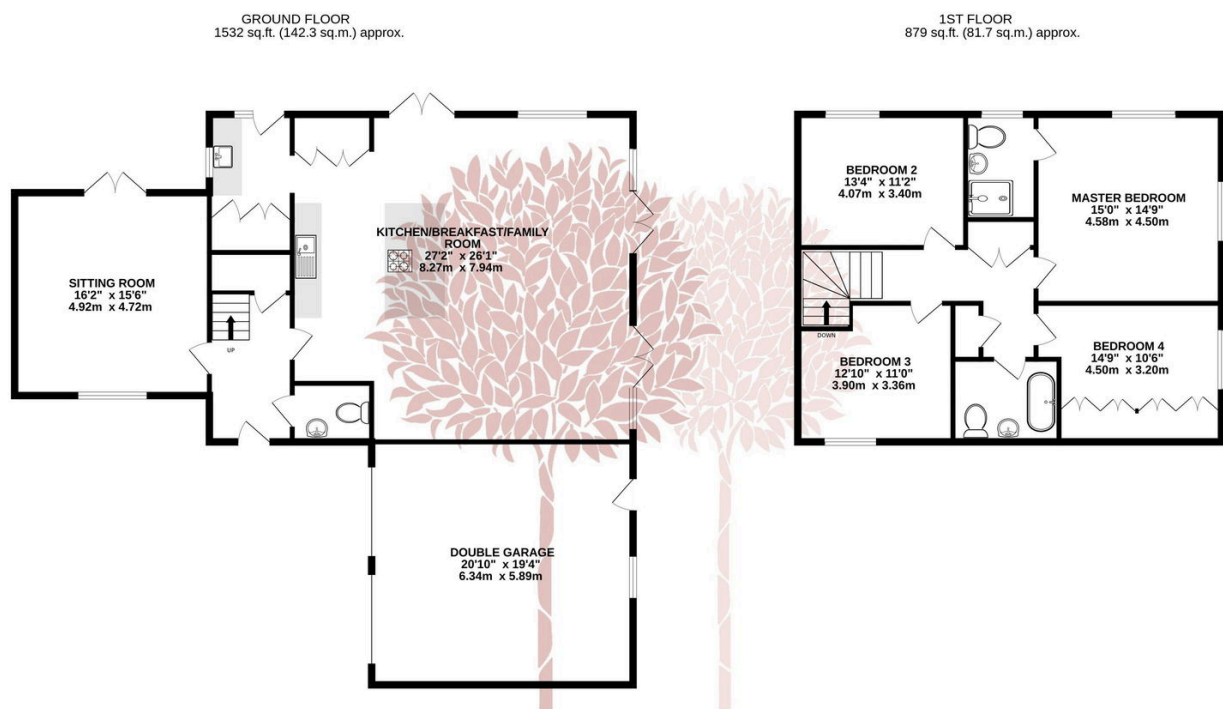 GROUND FLOOR
1532 sq.ft. (142.3 sq.m.) approx.
1ST FLOOR
879 sq.ft. (81.7 sq.m.) approx.
KITCHEN/BREAKFAST/FAMILY
ROOM
27'2" x 26'1"
8.27m x 7.94m
SITTING ROOM
16'2" x 15'6"
4.92m x 4.72m
UP
DOUBLE GARAGE
20'10" x 19'4"
6.34m x 5.89m
BEDROOM 2
13'4" x 11'2"
4.07m x 3.40m
MASTER BEDROOM
15'0" x 14'9"
4.58m x 4.50m
DOWN
BEDROOM 3
12'10" x 11'0"
3.90m x 3.36m
BEDROOM 4
14'9" x 10'6"
4.50m x 3.20m